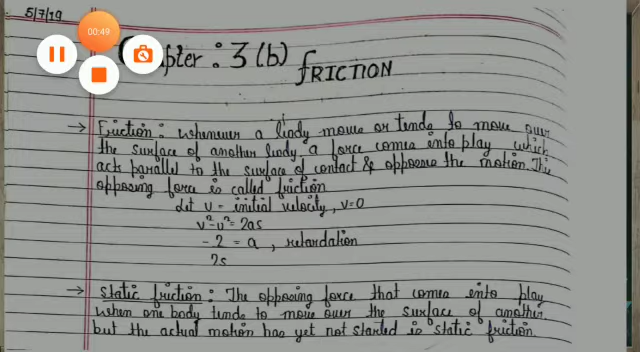 5/7/19
00:49
Chapter : 3 (b) FRICTION
→ Friction : whenever a body move or tends to move over
the surface of another body a force comes into play which
acts parallel to the surface of contact & opposes the motion. This
opposing force is called friction
Let v = initial velocity, v=0
v²-u² = 2as
-2 = a, retardation
2s
→ Static friction : The opposing force that comes into play
when one body tends to move over the surface of another.
but the actual motion has yet not started is static friction.